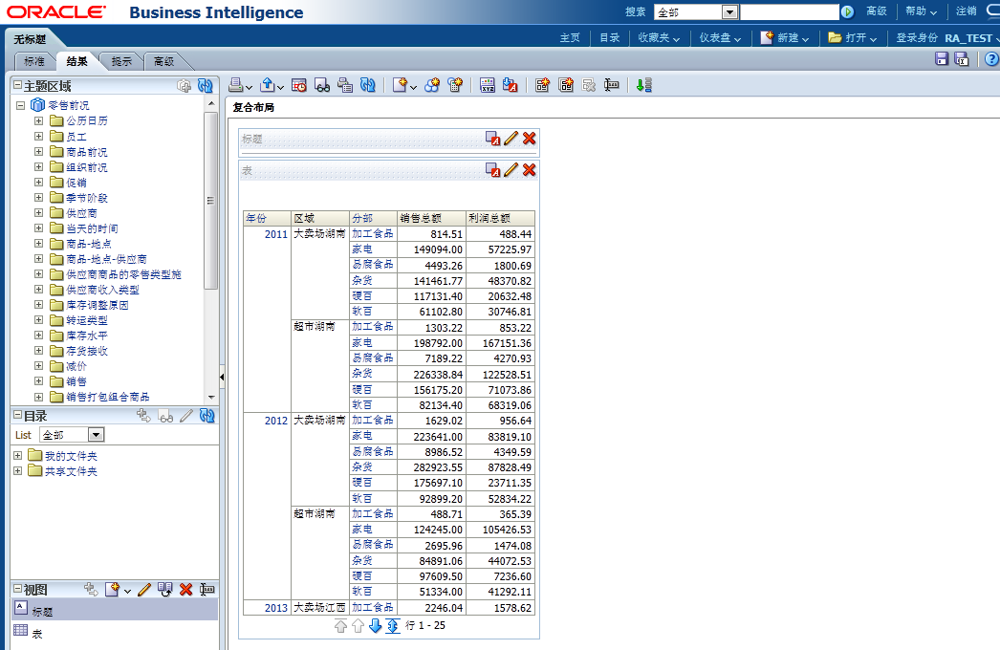 ORACLE Business Intelligence
搜索 全部 高级 帮助 注销
无标题
主页 目录 收藏夹 仪表盘 新建 打开 登录身份 RA_TEST
标准 结果 提示 高级
主题区域
零售前况
公历日历
员工
商品前况
组织前况
促销
季节阶段
供应商
当天的时间
商品-地点
商品-地点-供应商
供应商商品的零售类型施
供应商收入类型
库存调整原因
转运类型
库存水平
存货接收
减价
销售
销售打包组合商品
目录
List 全部
我的文件夹
共享文件夹
视图
标题
表
复合布局
标题
表
年份 区域 分部 销售总额 利润总额
2011 大卖场湖南 加工食品 814.51 488.44
家电 149094.00 57225.97
易腐食品 4493.26 1800.69
杂货 141461.77 48370.82
硬百 117131.40 20632.48
软百 61102.80 30746.81
超市湖南 加工食品 1303.22 853.22
家电 198792.00 167151.36
易腐食品 7189.22 4270.93
杂货 226338.84 122528.51
硬百 156175.20 71073.86
软百 82134.40 68319.06
2012 大卖场湖南 加工食品 1629.02 956.64
家电 223641.00 83819.10
易腐食品 8986.52 4349.59
杂货 282923.55 87828.49
硬百 175697.10 23711.35
软百 92899.20 52834.22
超市湖南 加工食品 488.71 365.39
家电 124245.00 105426.53
易腐食品 2695.96 1474.08
杂货 84891.06 44072.53
硬百 97609.50 7236.60
软百 51334.00 41292.11
2013 大卖场江西 加工食品 2246.04 1578.62
行 1 - 25